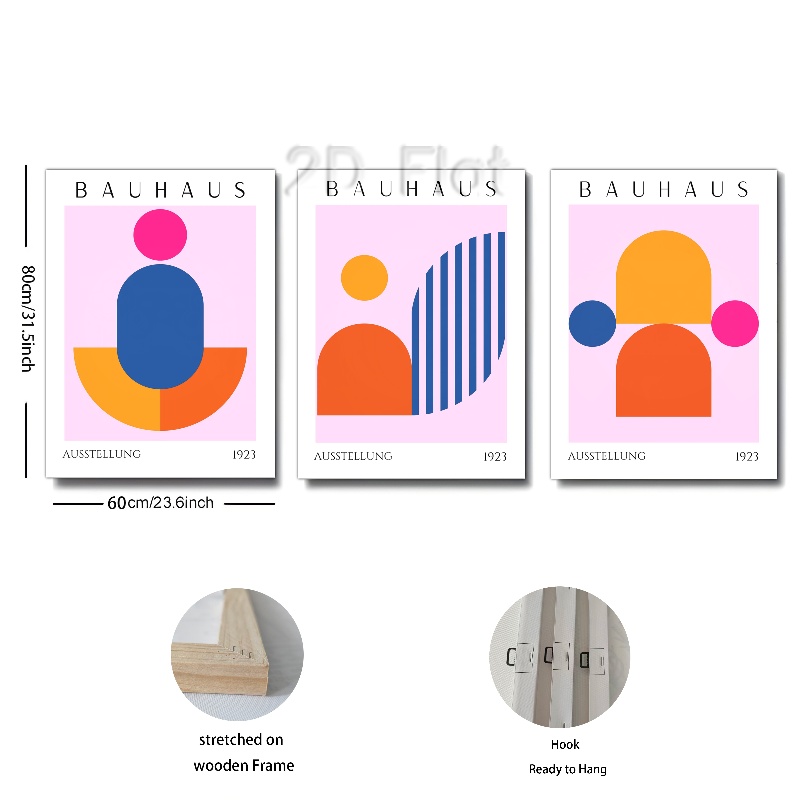 2D Flat
BAUHAUS
BAUHAUS
BAUHAUS
80cm/31.5inch
AUSSTELLUNG 1923
AUSSTELLUNG 1923
AUSSTELLUNG 1923
60cm/23.6inch
stretched on
wooden Frame
Hook
Ready to Hang